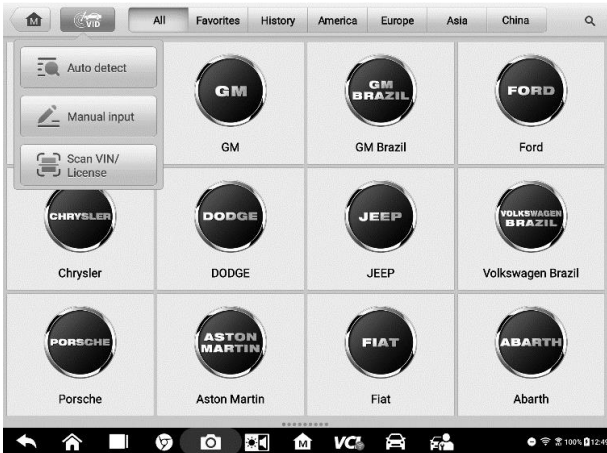 M
VID
All
Favorites
History
America
Europe
Asia
China
Auto detect
Manual input
Scan VIN/
License
GM
GM
GM
BRAZIL
GM Brazil
FORD
Ford
CHRYSLER
Chrysler
DODGE
DODGE
JEEP
JEEP
VOLKSWAGEN
BRAZIL
Volkswagen Brazil
PORSCHE
Porsche
ASTON
MARTIN
Aston Martin
FIAT
Fiat
ABARTH
Abarth
M
VCI
100%
12:49